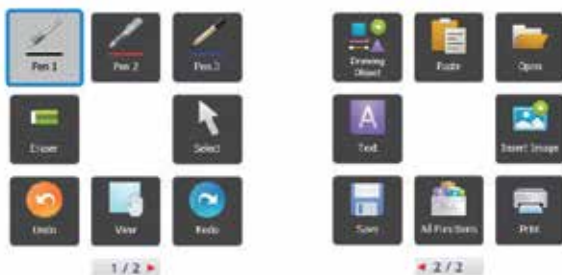 Pen 1
Pen 2
Pen 3
Eraser
Select
Undo
View
Redo
1 / 2
Drawing
Object
Paste
Open
A
Text
Insert Image
Save
All Functions
Print
2 / 2